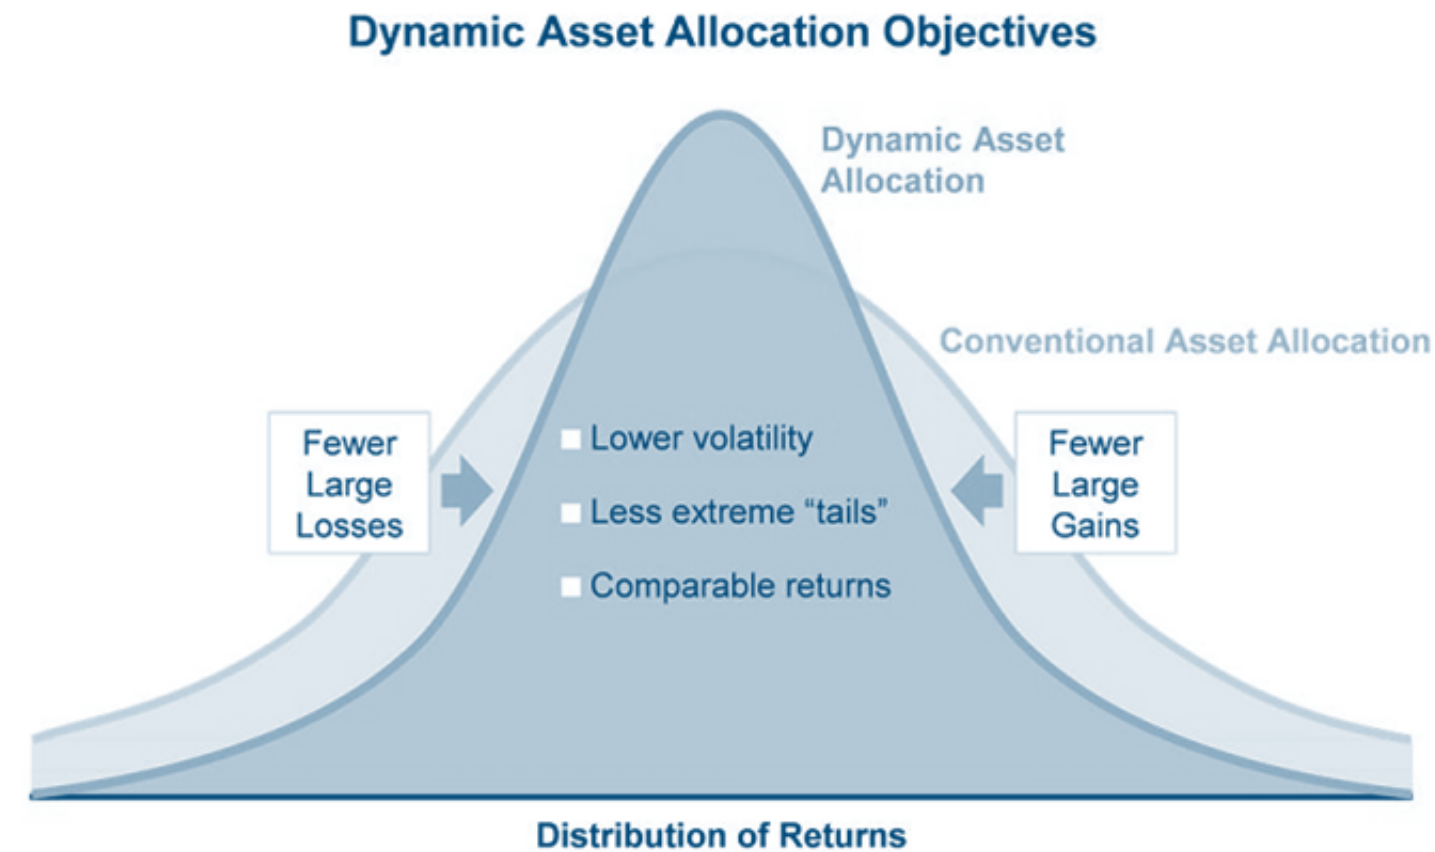 Dynamic Asset Allocation Objectives
Dynamic Asset
Allocation
Conventional Asset Allocation
Fewer
Large
Losses
Lower volatility
Less extreme “tails”
Comparable returns
Fewer
Large
Gains
Distribution of Returns